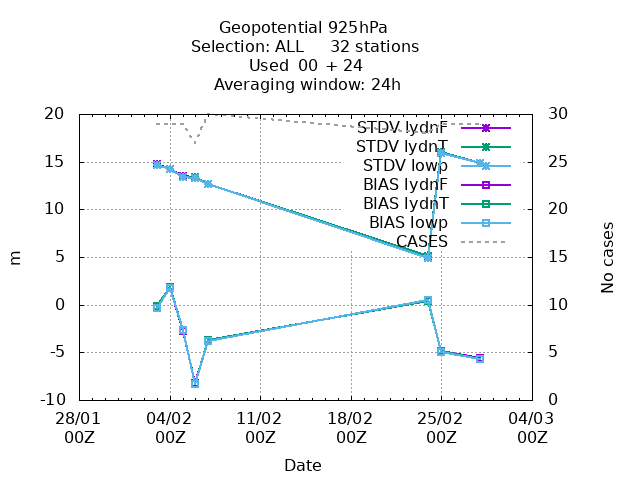 Geopotential 925hPa
Selection: ALL     32 stations
Used  00 + 24
Averaging window: 24h
20
15
10
5
0
-5
-10
30
25
20
15
10
5
0
m
No cases
STDV lydnF
STDV lydnT
STDV lowp
BIAS lydnF
BIAS lydnT
BIAS lowp
CASES
28/01 04/02 11/02 18/02 25/02 04/03
00Z 00Z 00Z 00Z 00Z 00Z
Date